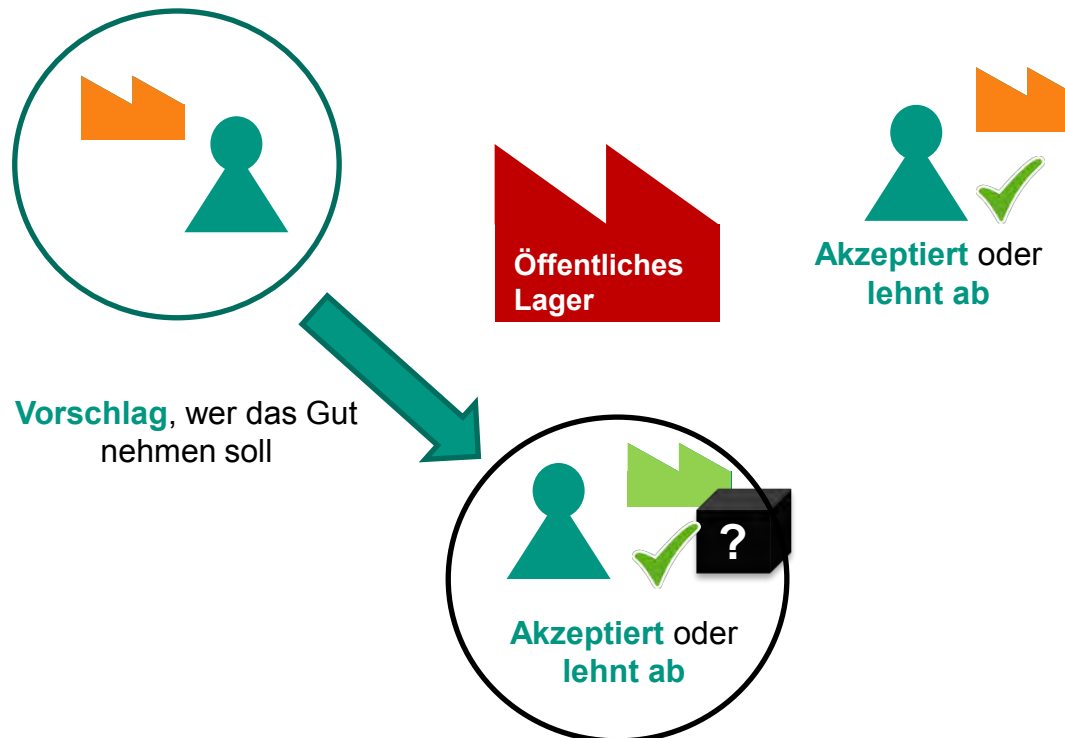 Öffentliches
Lager
Akzeptiert oder
lehnt ab
Vorschlag, wer das Gut
nehmen soll
?
Akzeptiert oder
lehnt ab